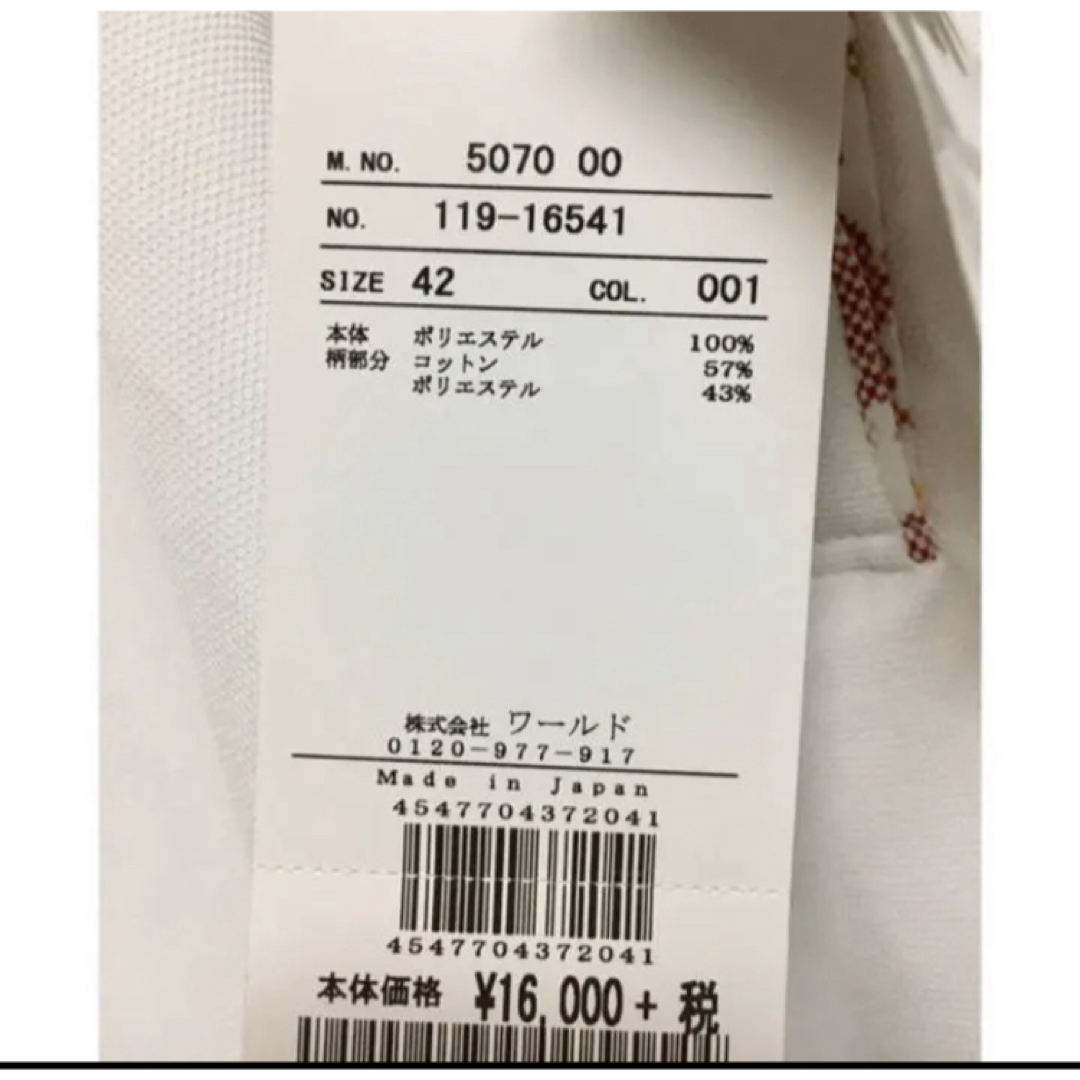 M. NO. 5070 00
NO. 119-16541
SIZE 42 COL. 001
本体 ポリエステル 100%
柄部分 コットン 57%
ポリエステル 43%
株式会社 ワールド
0120-977-917
Made in Japan
4547704372041
4547704372041
本体価格 ¥16,000+税